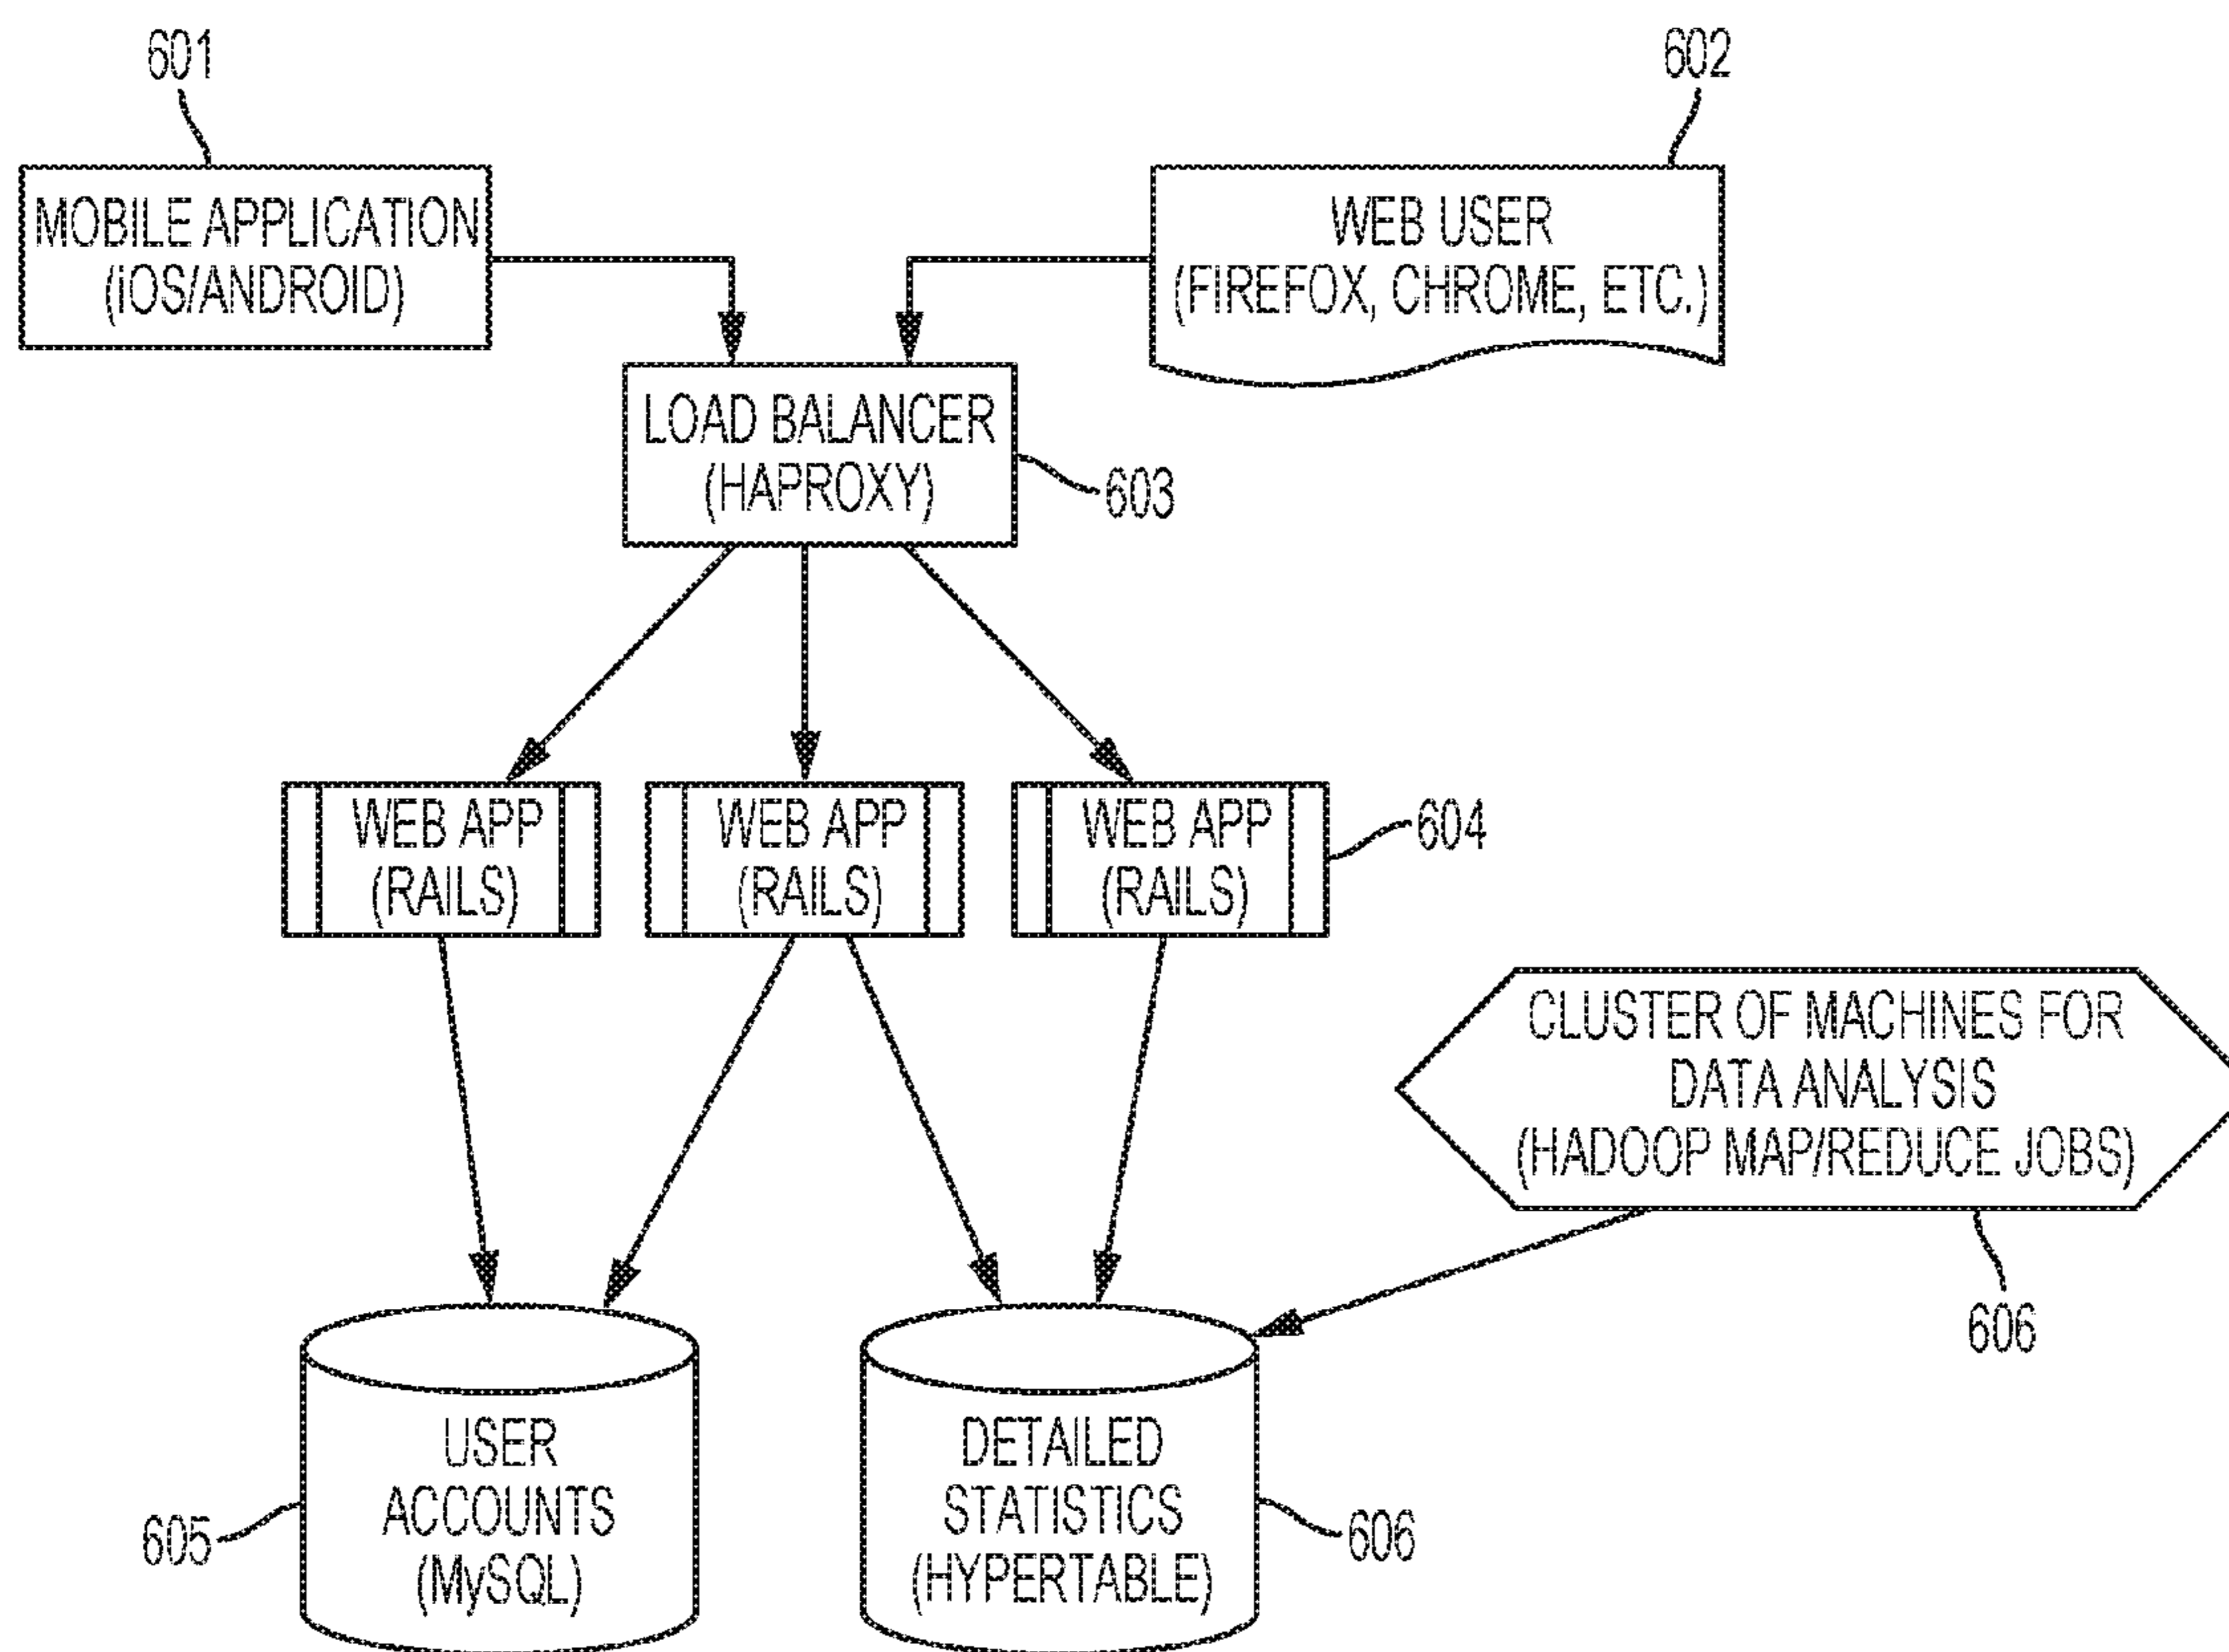 601
602
MOBILE APPLICATION
(iOS/ANDROID)
WEB USER
(FIREFOX, CHROME, ETC.)
LOAD BALANCER
(HAPROXY)
603
WEB APP
(RAILS)
WEB APP
(RAILS)
WEB APP
(RAILS)
604
CLUSTER OF MACHINES FOR
DATA ANALYSIS
(HADOOP MAP/REDUCE JOBS)
606
USER
ACCOUNTS
(MySQL)
605
DETAILED
STATISTICS
(HYPERTABLE)
606